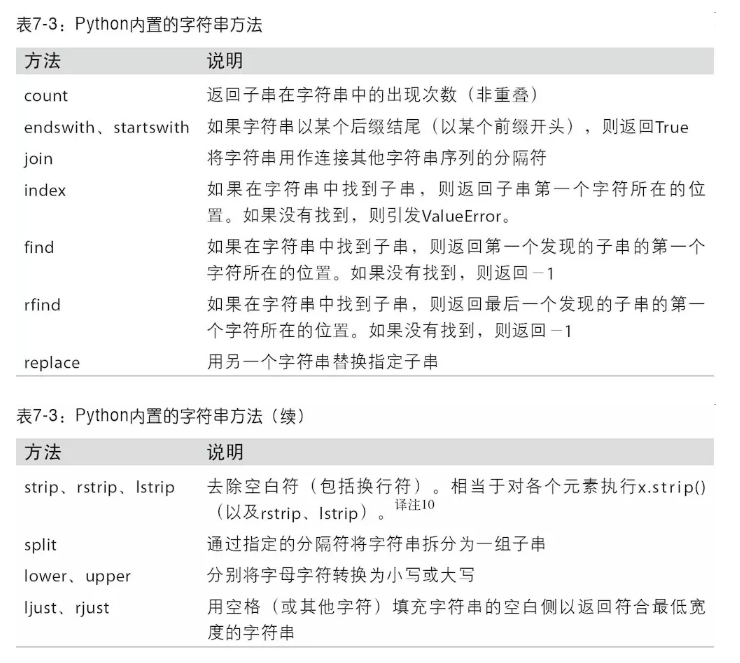 表7-3：Python内置的字符串方法
方法 说明
count 返回子串在字符串中的出现次数（非重叠）
endswith、startswith 如果字符串以某个后缀结尾（以某个前缀开头），则返回True
join 将字符串用作连接其他字符串序列的分隔符
index 如果在字符串中找到子串，则返回子串第一个字符所在的位
置。如果没有找到，则引发ValueError。
find 如果在字符串中找到子串，则返回第一个发现的子串的第一个
字符所在的位置。如果没有找到，则返回－1
rfind 如果在字符串中找到子串，则返回最后一个发现的子串的第一
个字符所在的位置。如果没有找到，则返回－1
replace 用另一个字符串替换指定子串
表7-3：Python内置的字符串方法（续）
方法 说明
strip、rstrip、lstrip 去除空白符（包括换行符）。相当于对各个元素执行x.strip()
（以及rstrip、lstrip）。译注10
split 通过指定的分隔符将字符串拆分为一组子串
lower、upper 分别将字母字符转换为小写或大写
ljust、rjust 用空格（或其他字符）填充字符串的空白侧以返回符合最低宽
度的字符串